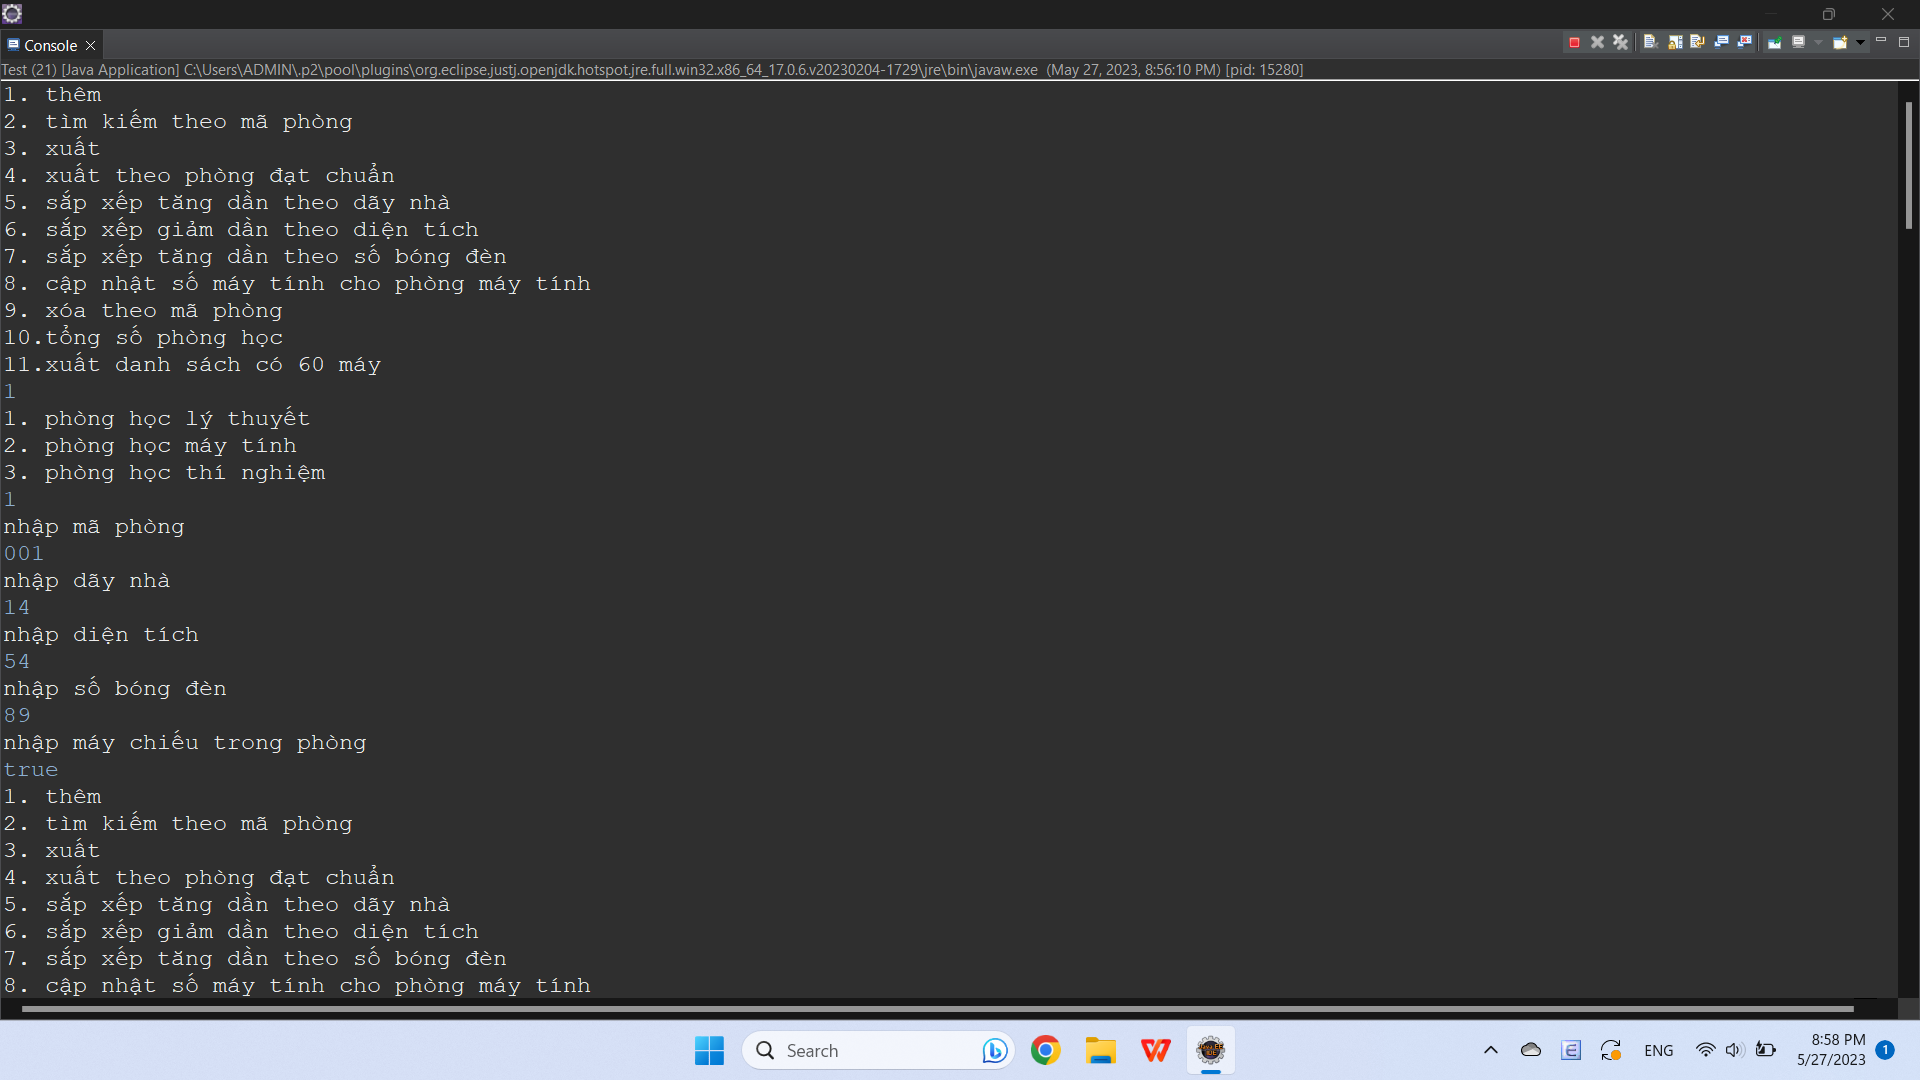 Console
Test (21) [Java Application] C:\Users\ADMIN\.p2\pool\plugins\org.eclipse.justj.openjdk.hotspot.jre.full.win32.x86_64_17.0.6.v20230204-1729\jre\bin\javaw.exe (May 27, 2023, 8:56:10 PM) [pid: 15280]
1. thêm
2. tìm kiếm theo mã phòng
3. xuất
4. xuất theo phòng đạt chuẩn
5. sắp xếp tăng dần theo dãy nhà
6. sắp xếp giảm dần theo diện tích
7. sắp xếp tăng dần theo số bóng đèn
8. cập nhật số máy tính cho phòng máy tính
9. xóa theo mã phòng
10.tổng số phòng học
11.xuất danh sách có 60 máy
1
1. phòng học lý thuyết
2. phòng học máy tính
3. phòng học thí nghiệm
1
nhập mã phòng
001
nhập dãy nhà
14
nhập diện tích
54
nhập số bóng đèn
89
nhập máy chiếu trong phòng
true
1. thêm
2. tìm kiếm theo mã phòng
3. xuất
4. xuất theo phòng đạt chuẩn
5. sắp xếp tăng dần theo dãy nhà
6. sắp xếp giảm dần theo diện tích
7. sắp xếp tăng dần theo số bóng đèn
8. cập nhật số máy tính cho phòng máy tính
Search
ENG
8:58 PM
5/27/2023
1